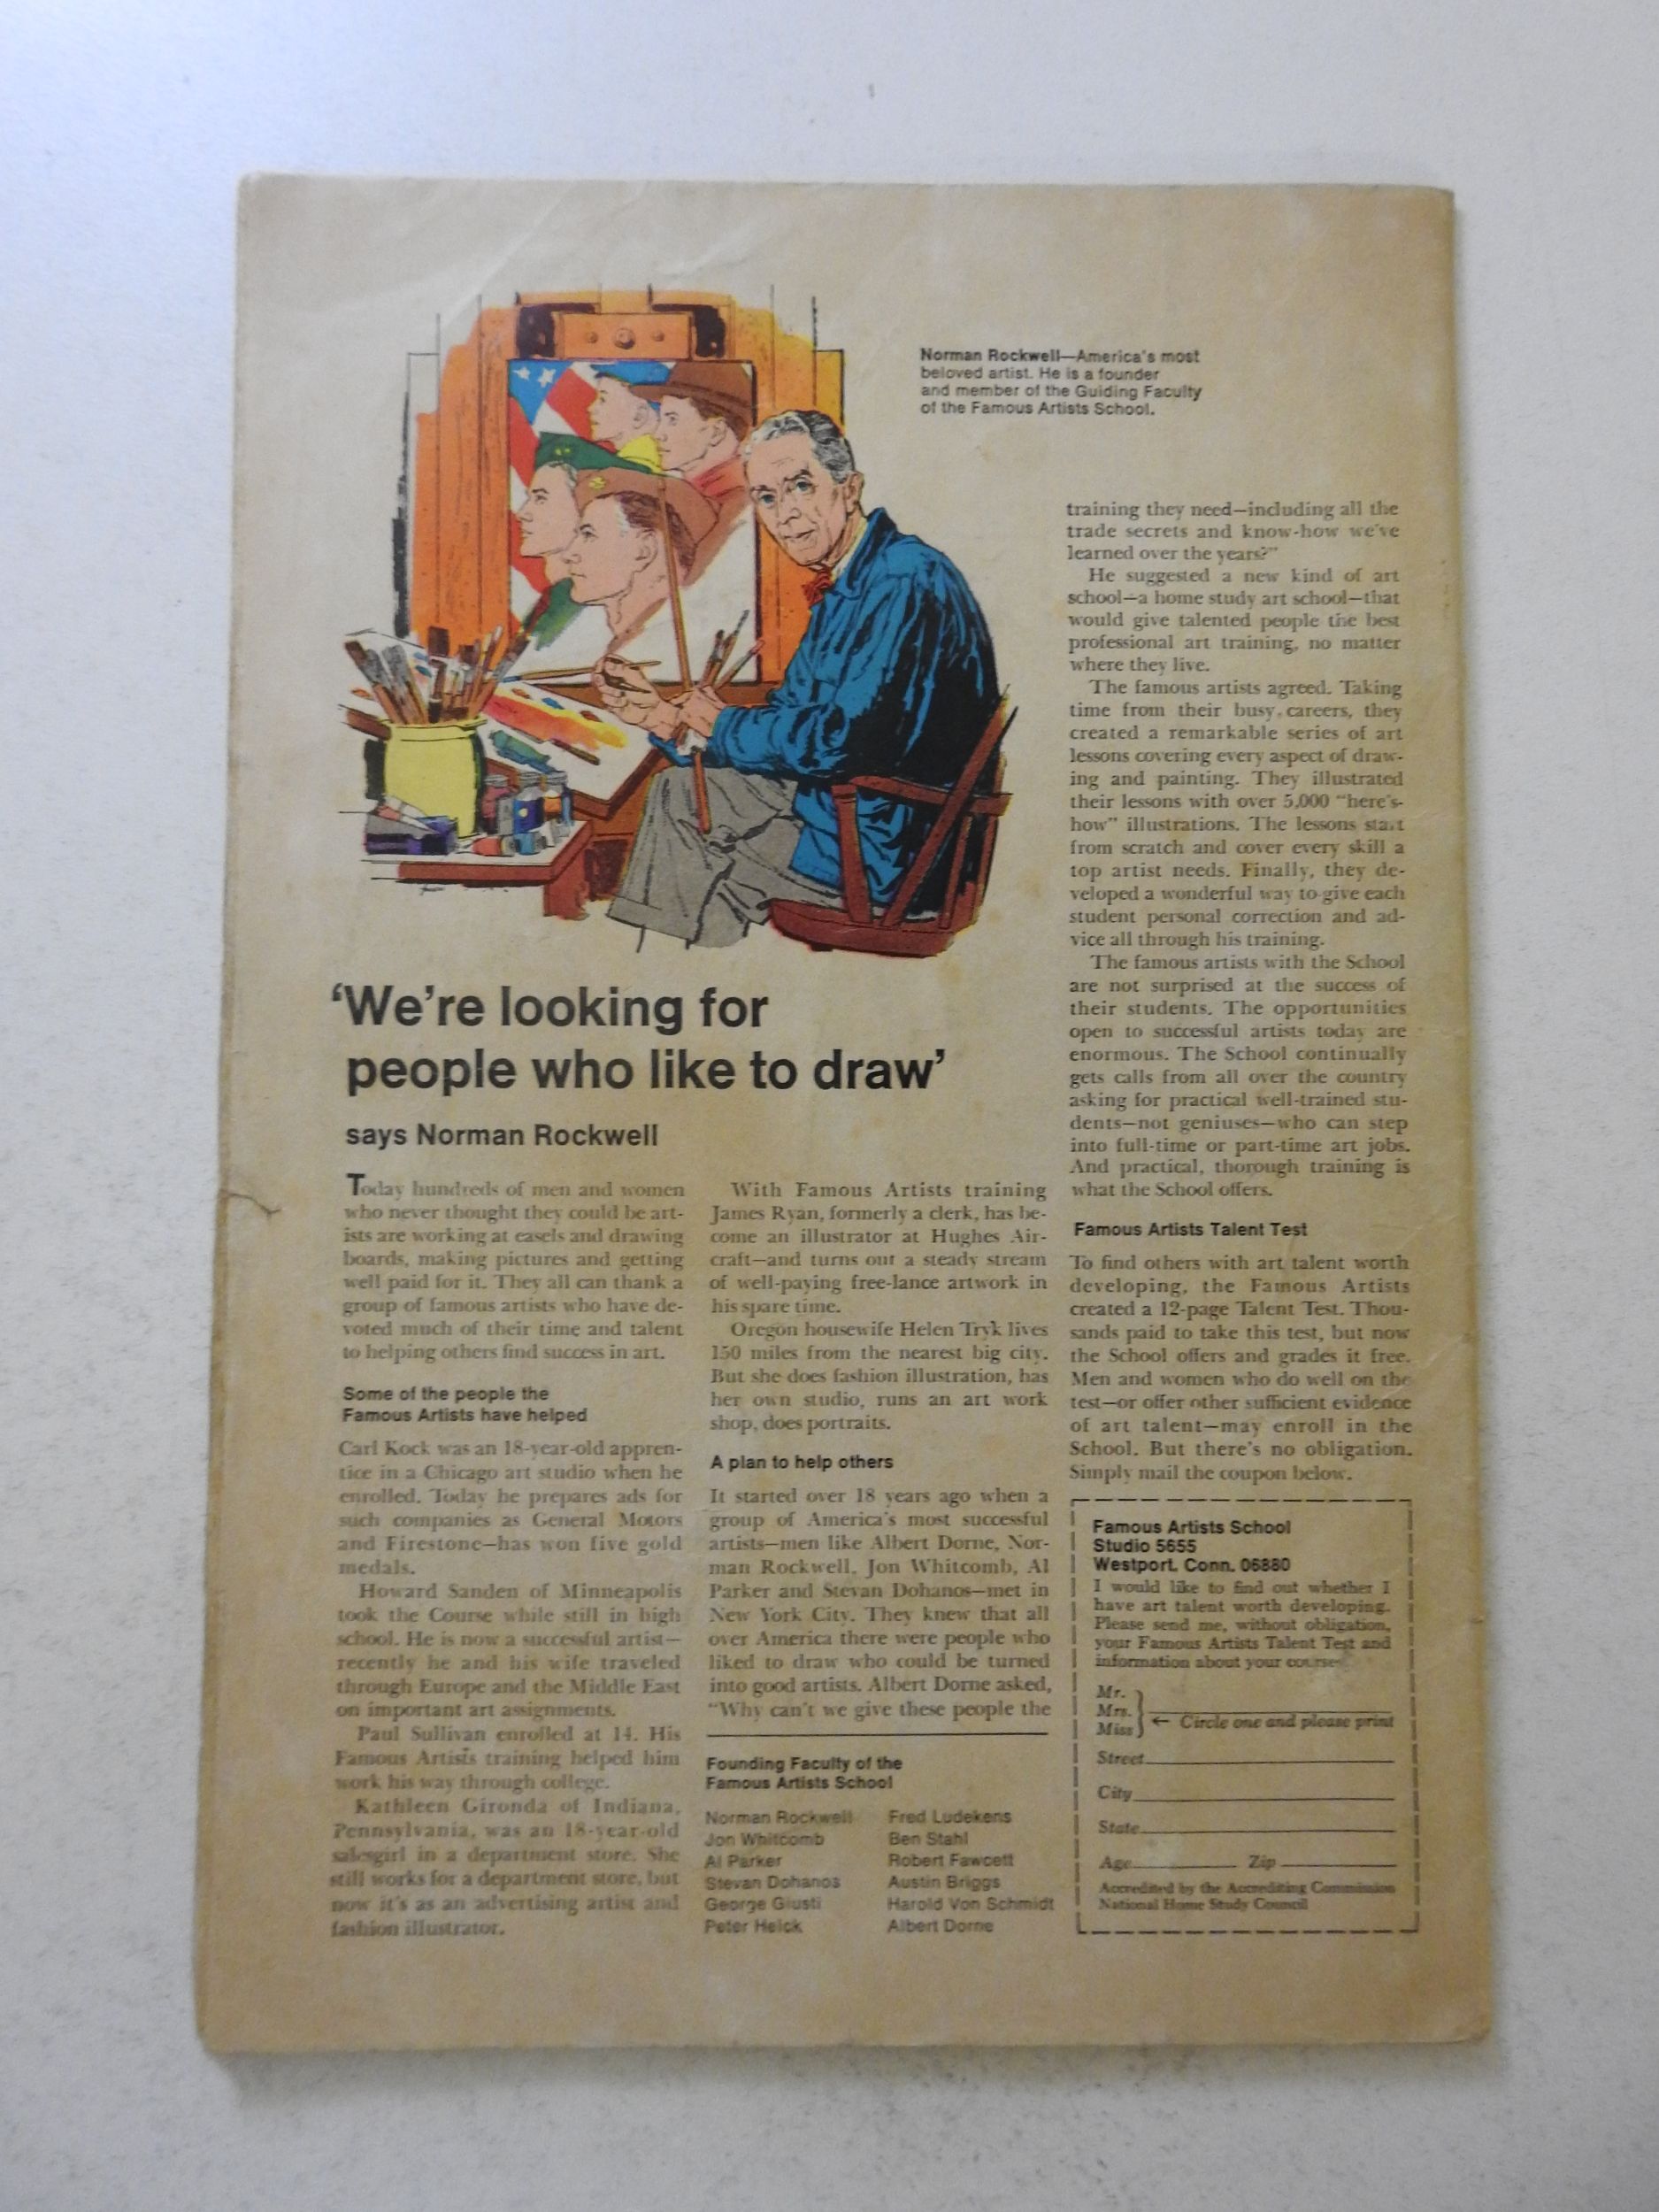 Norman Rockwell—America's most
beloved artist. He is a founder
and member of the Guiding Faculty
of the Famous Artists School.
'We're looking for
people who like to draw'
says Norman Rockwell
Today hundreds of men and women
who never thought they could be art-
ists are working at easels and drawing
boards, making pictures and getting
well paid for it. They all can thank a
group of famous artists who have de-
voted much of their time and talent
to helping others find success in art.
Some of the people the
Famous Artists have helped
Carl Kock was an 18-year-old appren-
tice in a Chicago art studio when he
enrolled. Today he prepares ads for
such companies as General Motors
and Firestone—has won five gold
medals.
Howard Sanden of Minneapolis
took the Course while still in high
school. He is now a successful artist—
recently he and his wife traveled
through Europe and the Middle East
on important art assignments.
Paul Sullivan enrolled at 14. His
Famous Artists training helped him
work his way through college.
Kathleen Gironda of Indiana,
Pennsylvania, was an 18-year-old
salesgirl in a department store. She
still works for a department store, but
now it's as an advertising artist and
fashion illustrator.
With Famous Artists training
James Ryan, formerly a clerk, has be-
come an illustrator at Hughes Air-
craft—and turns out a steady stream
of well-paying free-lance artwork in
his spare time.
Oregon housewife Helen Tryk lives
150 miles from the nearest big city.
But she does fashion illustration, has
her own studio, runs an art work
shop, does portraits.
A plan to help others
It started over 18 years ago when a
group of America's most successful
artists—men like Albert Dorne, Nor-
man Rockwell, Jon Whitcomb, Al
Parker and Stevan Dohanos—met in
New York City. They knew that all
over America there were people who
liked to draw who could be turned
into good artists. Albert Dorne asked,
"Why can't we give these people the
training they need—including all the
trade secrets and know-how we've
learned over the years?"
He suggested a new kind of art
school—a home study art school—that
would give talented people the best
professional art training, no matter
where they live.
The famous artists agreed. Taking
time from their busy careers, they
created a remarkable series of art
lessons covering every aspect of draw-
ing and painting. They illustrated
their lessons with over 5,000 "here's-
how" illustrations. The lessons start
from scratch and cover every skill a
top artist needs. Finally, they de-
veloped a wonderful way to give each
student personal correction and ad-
vice all through his training.
The famous artists with the School
are not surprised at the success of
their students. The opportunities
open to successful artists today are
enormous. The School continually
gets calls from all over the country
asking for practical well-trained stu-
dents—not geniuses—who can step
into full-time or part-time art jobs.
And practical, thorough training is
what the School offers.
Famous Artists Talent Test
To find others with art talent worth
developing, the Famous Artists
created a 12-page Talent Test. Thou-
sands paid to take this test, but now
the School offers and grades it free.
Men and women who do well on the
test—or offer other sufficient evidence
of art talent—may enroll in the
School. But there's no obligation.
Simply mail the coupon below.
Founding Faculty of the
Famous Artists School
Norman Rockwell
Jon Whitcomb
Al Parker
Stevan Dohanos
George Giusti
Peter Helck
Fred Ludekens
Ben Stahl
Robert Fawcett
Austin Briggs
Harold Von Schmidt
Albert Dorne
Famous Artists School
Studio 5655
Westport, Conn. 06880
I would like to find out whether I
have art talent worth developing.
Please send me, without obligation,
your Famous Artists Talent Test and
information about your course.
Mr.
Mrs.
Miss
← Circle one and please print
Street
City
State
Age Zip
Accredited by the Accrediting Commission
National Home Study Council